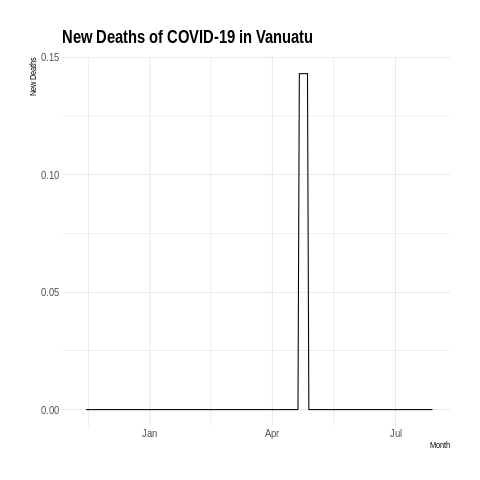 New Deaths of COVID-19 in Vanuatu
New Deaths
0.15
0.10
0.05
0.00
Jan Apr Jul
Month